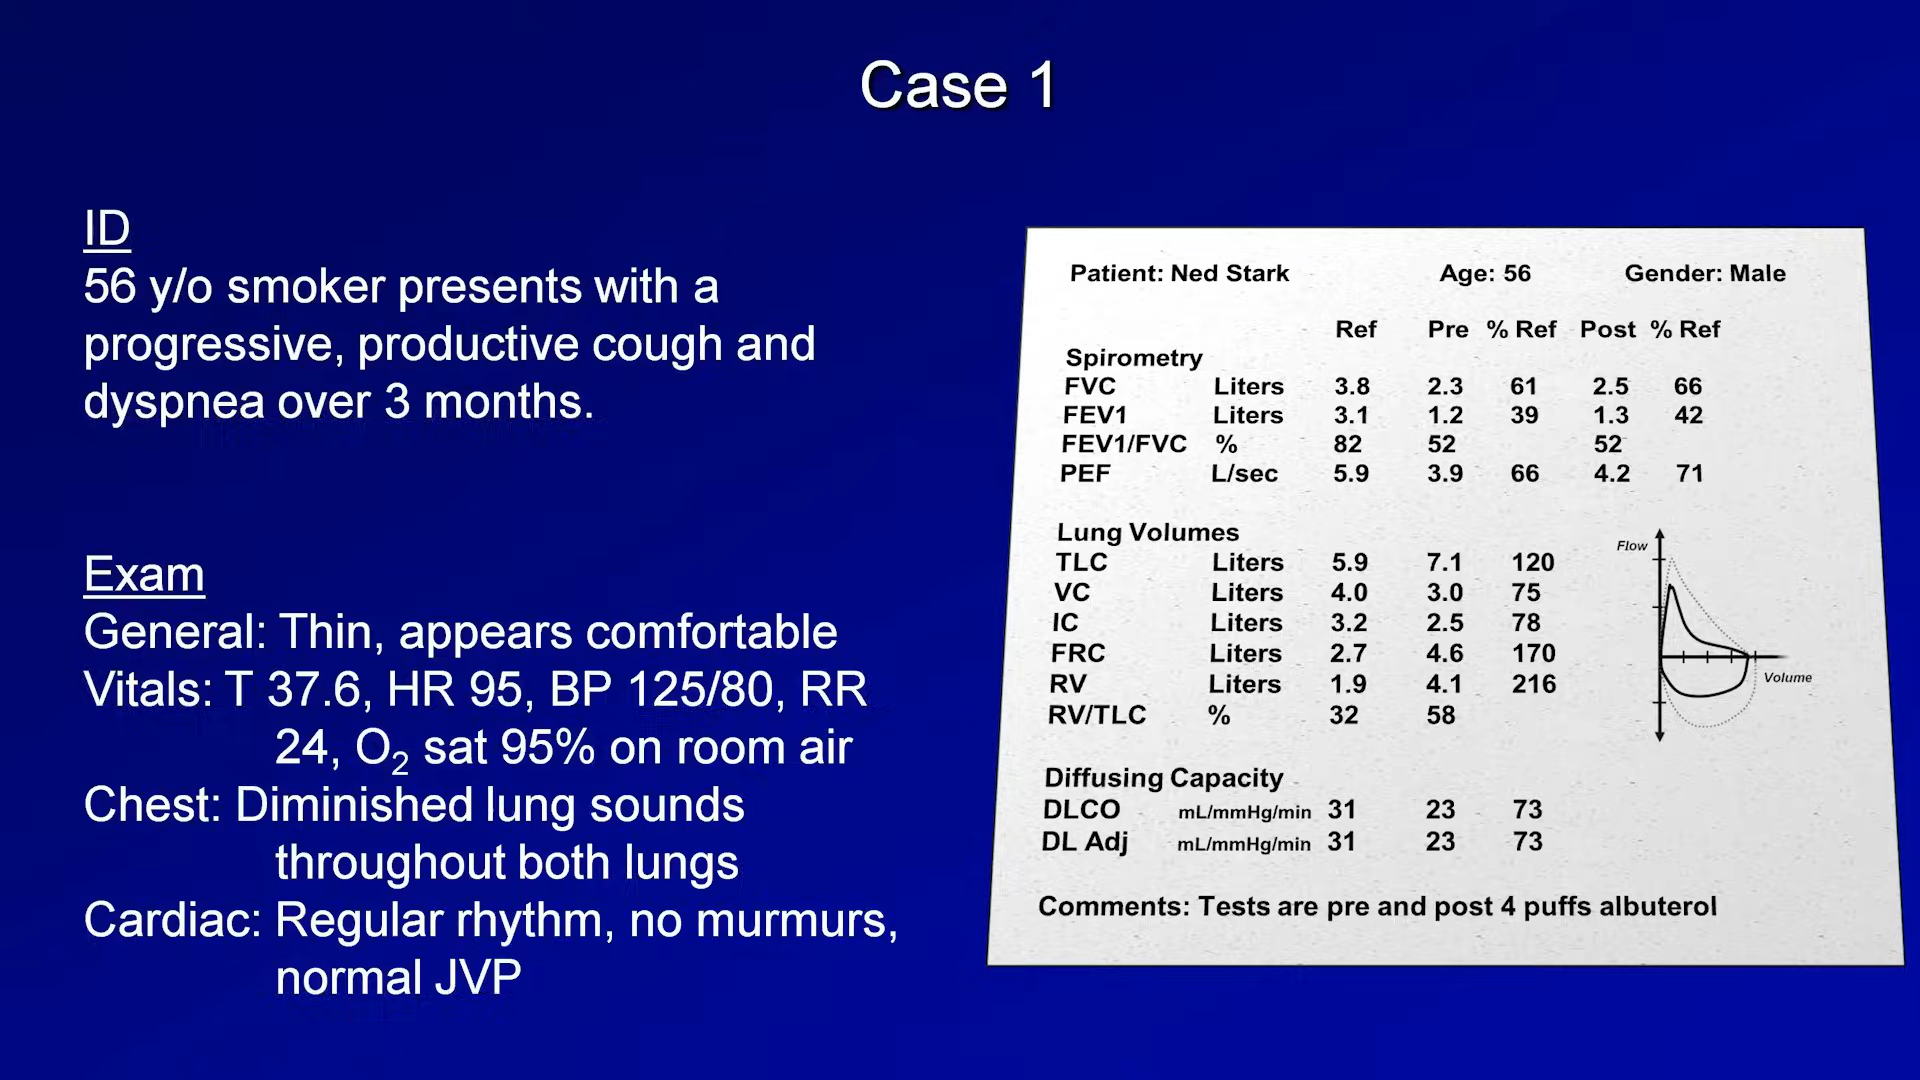 Case 1
ID
56 y/o smoker presents with a
progressive, productive cough and
dyspnea over 3 months.
Exam
General: Thin, appears comfortable
Vitals: T 37.6, HR 95, BP 125/80, RR
24, O₂ sat 95% on room air
Chest: Diminished lung sounds
throughout both lungs
Cardiac: Regular rhythm, no murmurs,
normal JVP
Patient: Ned Stark Age: 56 Gender: Male
Ref Pre % Ref Post % Ref
Spirometry
FVC Liters 3.8 2.3 61 2.5 66
FEV1 Liters 3.1 1.2 39 1.3 42
FEV1/FVC % 82 52 52
PEF L/sec 5.9 3.9 66 4.2 71
Lung Volumes
TLC Liters 5.9 7.1 120
VC Liters 4.0 3.0 75
IC Liters 3.2 2.5 78
FRC Liters 2.7 4.6 170
RV Liters 1.9 4.1 216
RV/TLC % 32 58
Flow
Volume
Diffusing Capacity
DLCO mL/mmHg/min 31 23 73
DL Adj mL/mmHg/min 31 23 73
Comments: Tests are pre and post 4 puffs albuterol